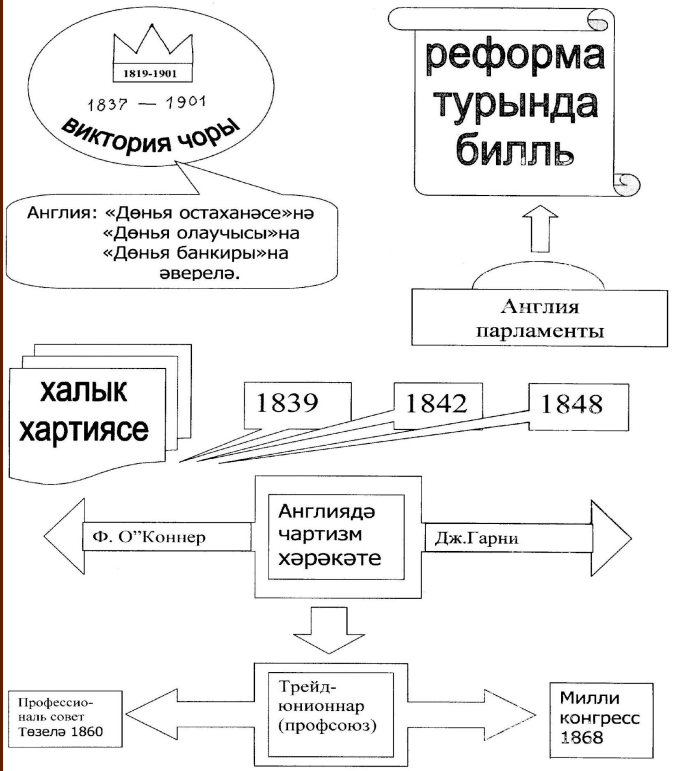 1819-1901
1837 — 1901
виктория чоры
реформа
турында
билль
Англия: «Дөнья остаханәсе»нә
«Дөнья олаучысы»на
«Дөнья банкиры»на
әверелә.
Англия
парламенты
халык
хартиясе
1839
1842
1848
Англиядә
чартизм
хәрәкәте
Ф. О”Коннер
Дж.Гарни
Трейд-
юнионнар
(профсоюз)
Профессио-
наль совет
Төзелә 1860
Милли
конгресс
1868